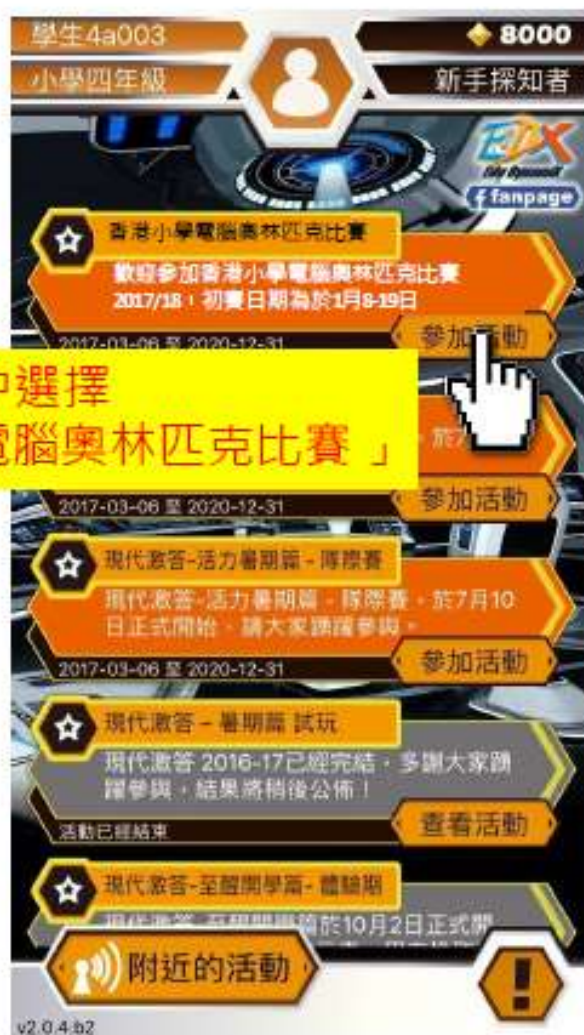 學生4a003
8000
小學四年級
新手探知者
EDX
fanpage
香港小學電腦奧林匹克比賽
歡迎參加香港小學電腦奧林匹克比賽
2017/18，初賽日期為於1月8-19日
2017-03-06 至 2020-12-31
參加活動
中選擇
電腦奧林匹克比賽 」
2017-03-06 至 2020-12-31
參加活動
現代激答-活力暑期篇 - 隊際賽
現代激答-活力暑期篇 - 隊際賽，於7月10
日正式開始，請大家踴躍參與。
2017-03-06 至 2020-12-31
參加活動
現代激答 - 暑期篇 試玩
現代激答 2016-17已經完結，多謝大家踴
躍參與，結果將稍後公佈！
活動已經結束
查看活動
現代激答-至醒開學篇- 體驗期
附近的活動
v2.0.4.b2